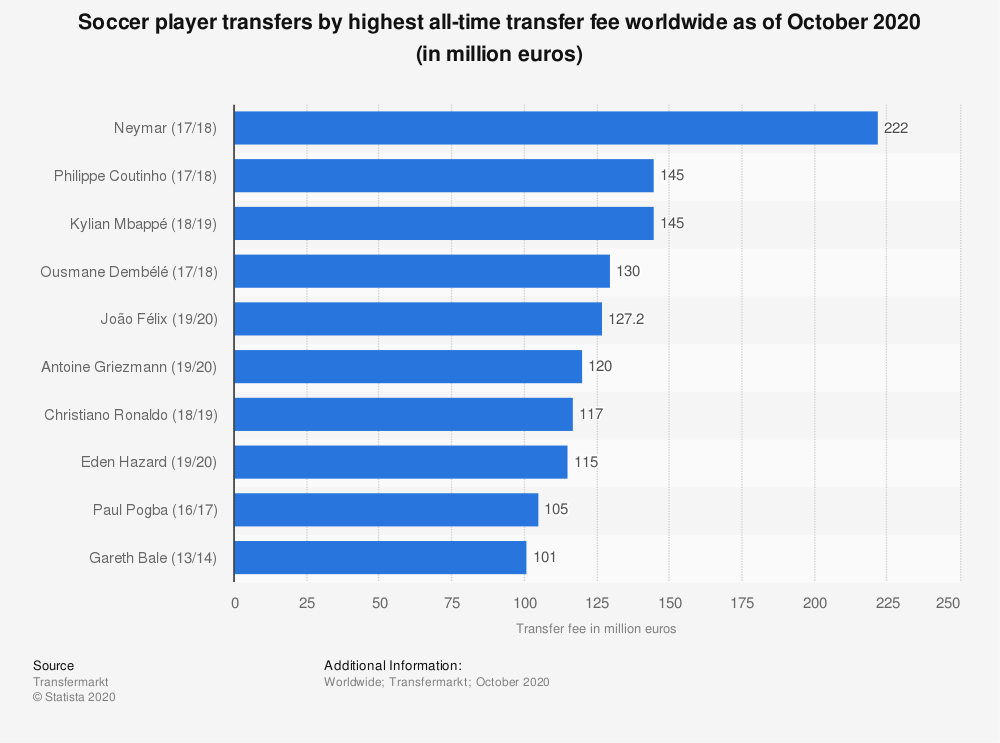 Soccer player transfers by highest all-time transfer fee worldwide as of October 2020
(in million euros)
Neymar (17/18) 222
Philippe Coutinho (17/18) 145
Kylian Mbappé (18/19) 145
Ousmane Dembélé (17/18) 130
João Félix (19/20) 127.2
Antoine Griezmann (19/20) 120
Christiano Ronaldo (18/19) 117
Eden Hazard (19/20) 115
Paul Pogba (16/17) 105
Gareth Bale (13/14) 101
0 25 50 75 100 125 150 175 200 225 250
Transfer fee in million euros
Source
Transfermarkt
© Statista 2020
Additional Information:
Worldwide; Transfermarkt; October 2020